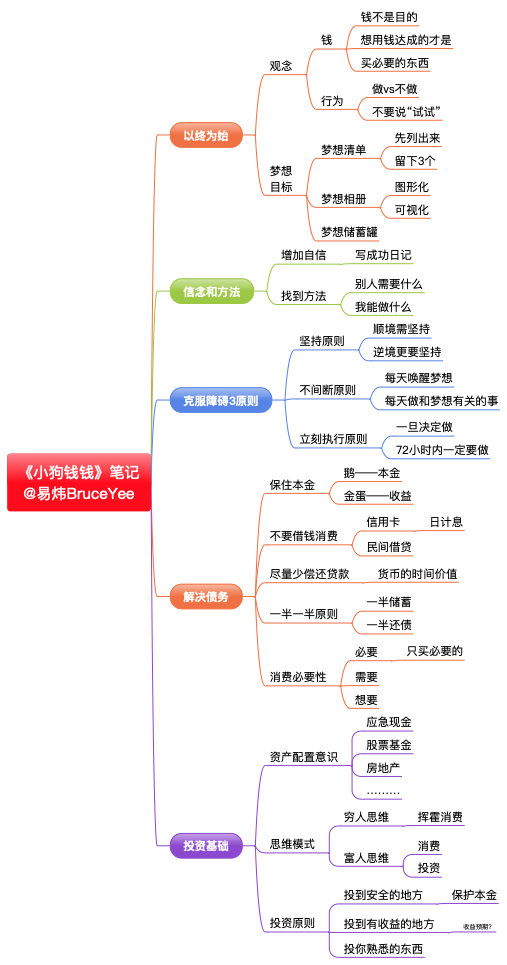 《小狗钱钱》笔记
@易炜BruceYee
以终为始
观念
钱
钱不是目的
想用钱达成的才是
买必要的东西
行为
做vs不做
不要说“试试”
梦想
目标
梦想清单
先列出来
留下3个
梦想相册
图形化
可视化
梦想储蓄罐
信念和方法
增加自信
写成功日记
找到方法
别人需要什么
我能做什么
克服障碍3原则
坚持原则
顺境需坚持
逆境更要坚持
不间断原则
每天唤醒梦想
每天做和梦想有关的事
立刻执行原则
一旦决定做
72小时内一定要做
解决债务
保住本金
鹅——本金
金蛋——收益
不要借钱消费
信用卡
日计息
民间借贷
尽量少偿还贷款
货币的时间价值
一半一半原则
一半储蓄
一半还债
消费必要性
必要
只买必要的
需要
想要
投资基础
资产配置意识
应急现金
股票基金
房地产
………
思维模式
穷人思维
挥霍消费
富人思维
消费
投资
投资原则
投到安全的地方
保护本金
投到有收益的地方
收益预期?
投你熟悉的东西